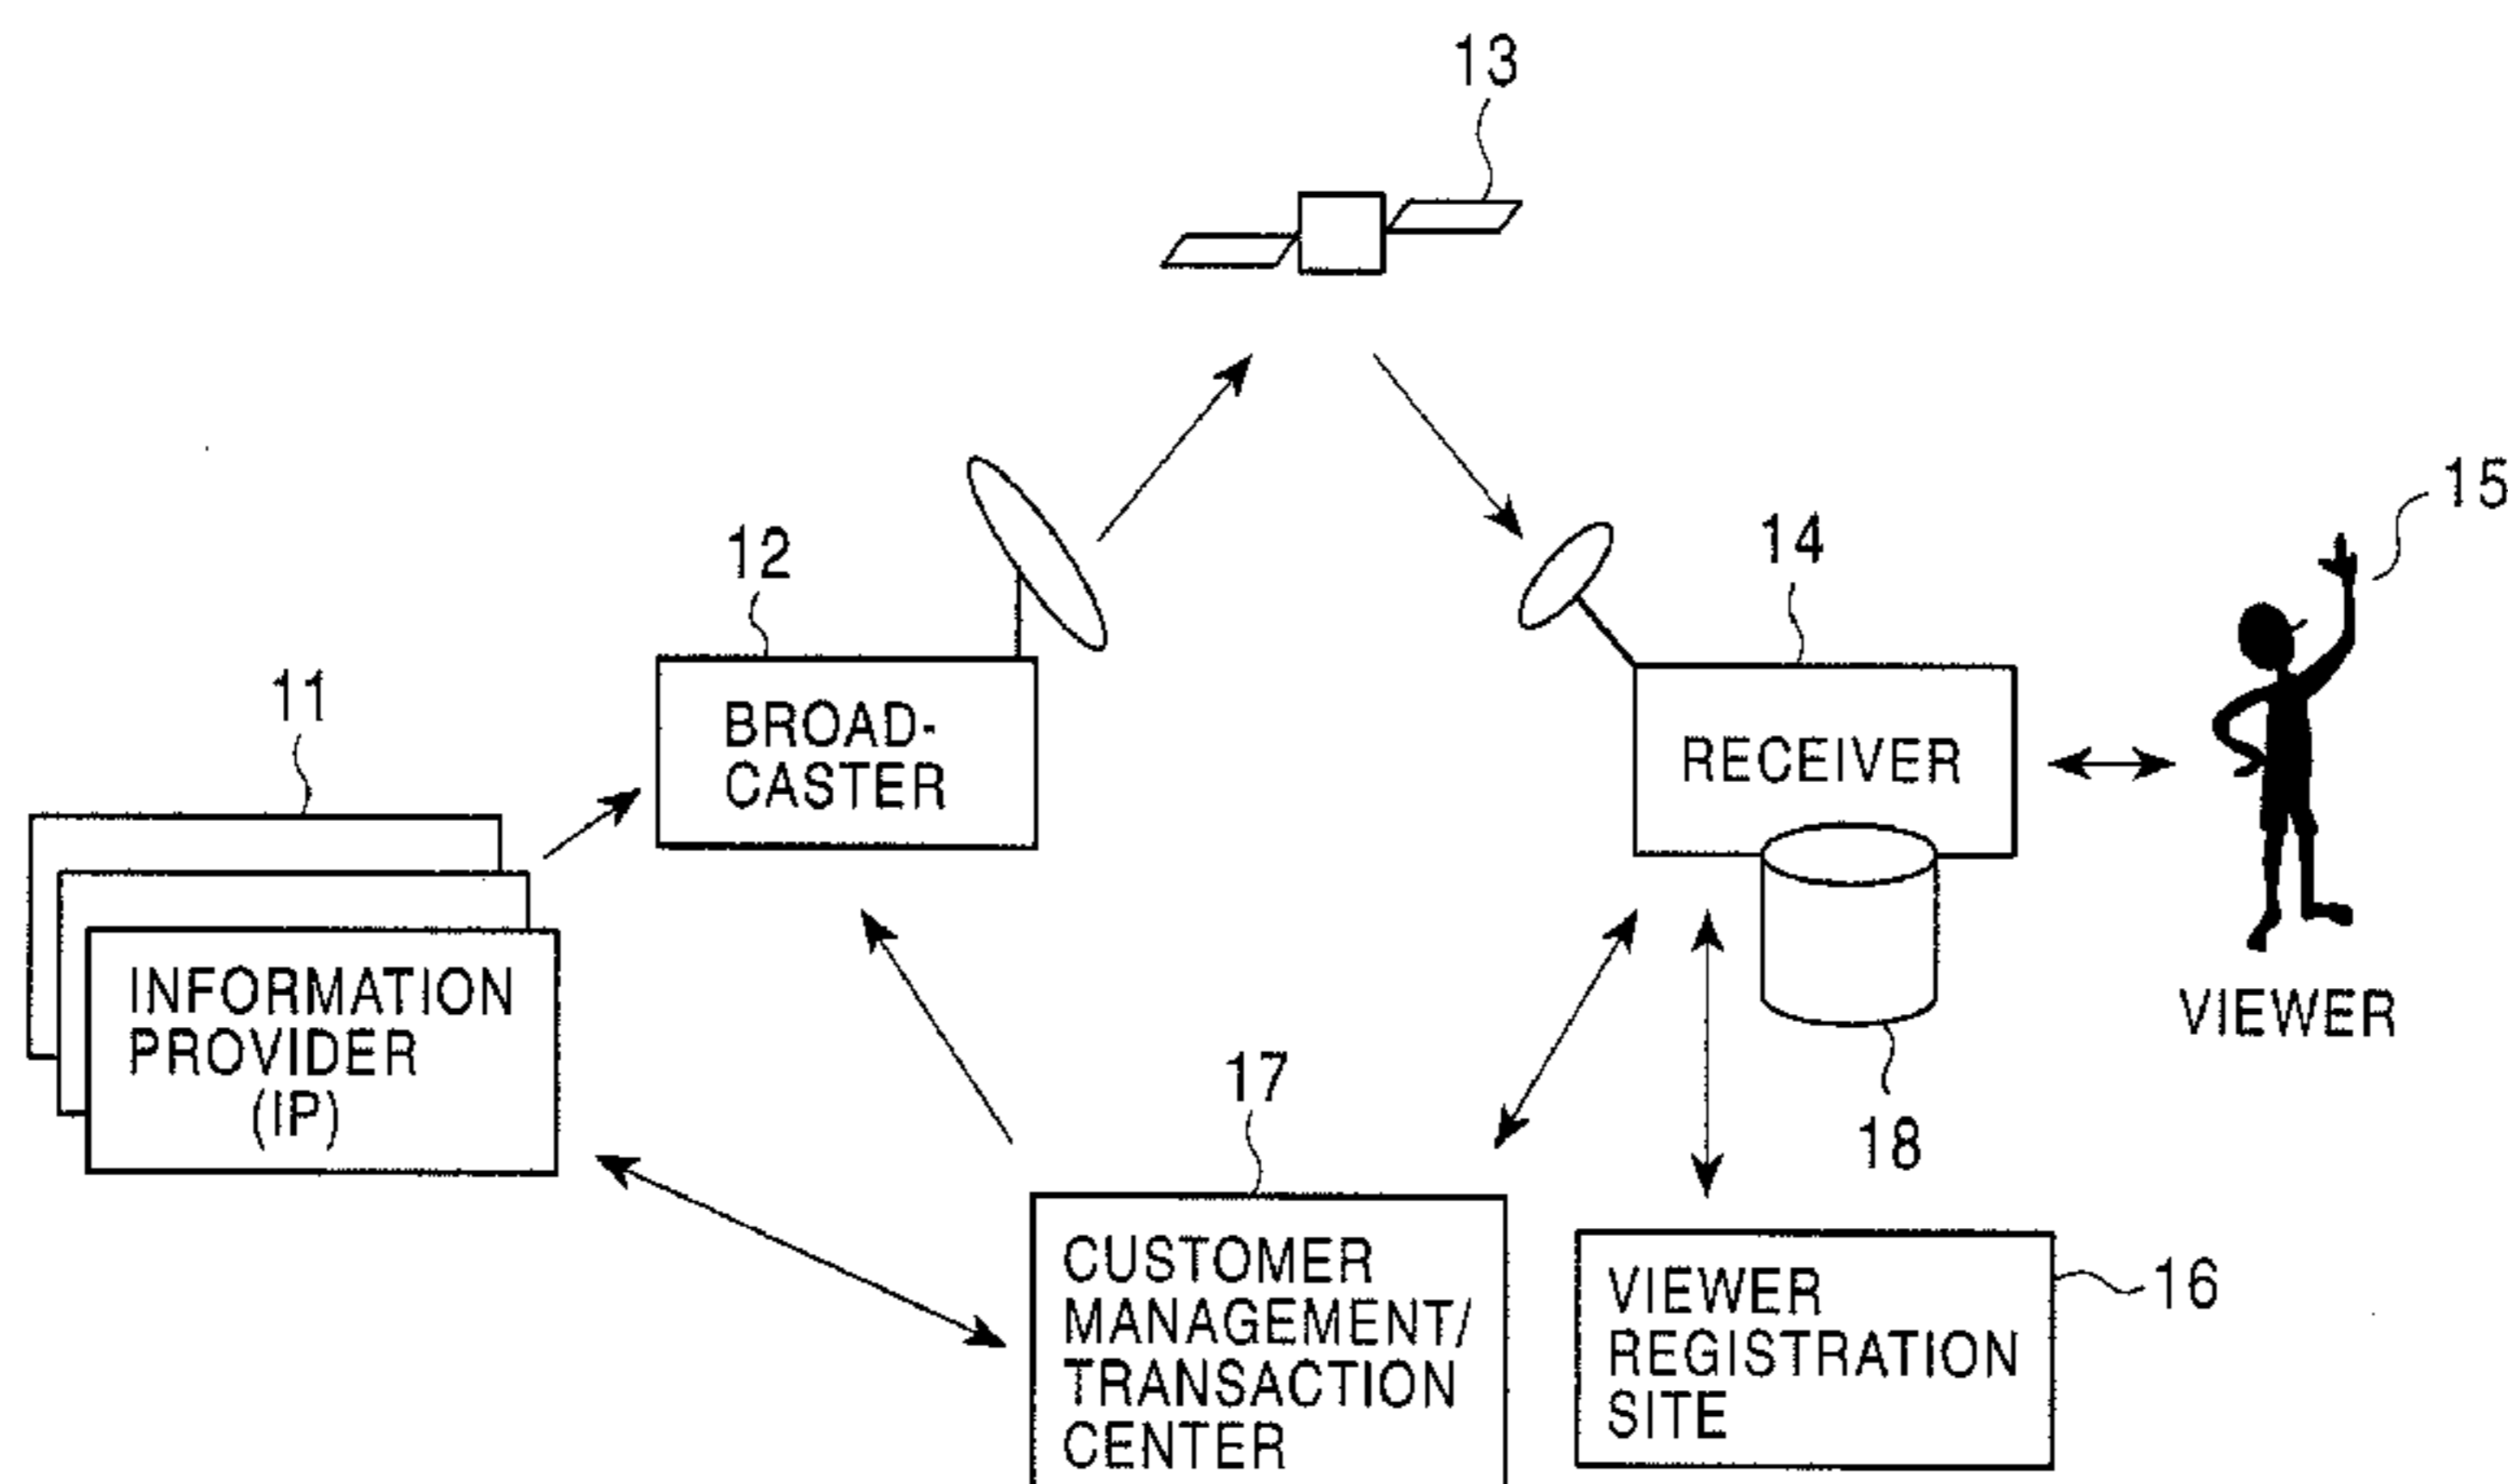 13
15
12
14
11
BROAD-
CASTER
RECEIVER
INFORMATION
PROVIDER
(IP)
VIEWER
17
18
CUSTOMER
MANAGEMENT/
TRANSACTION
CENTER
VIEWER
REGISTRATION
SITE
16